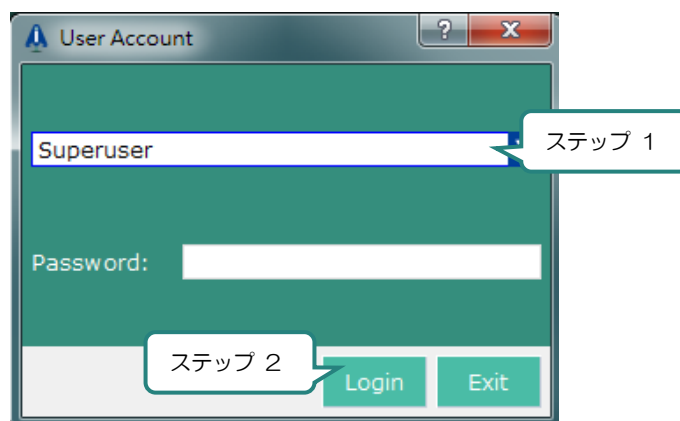 User Account
?
x
Superuser
ステップ 1
Password:
ステップ 2
Login
Exit